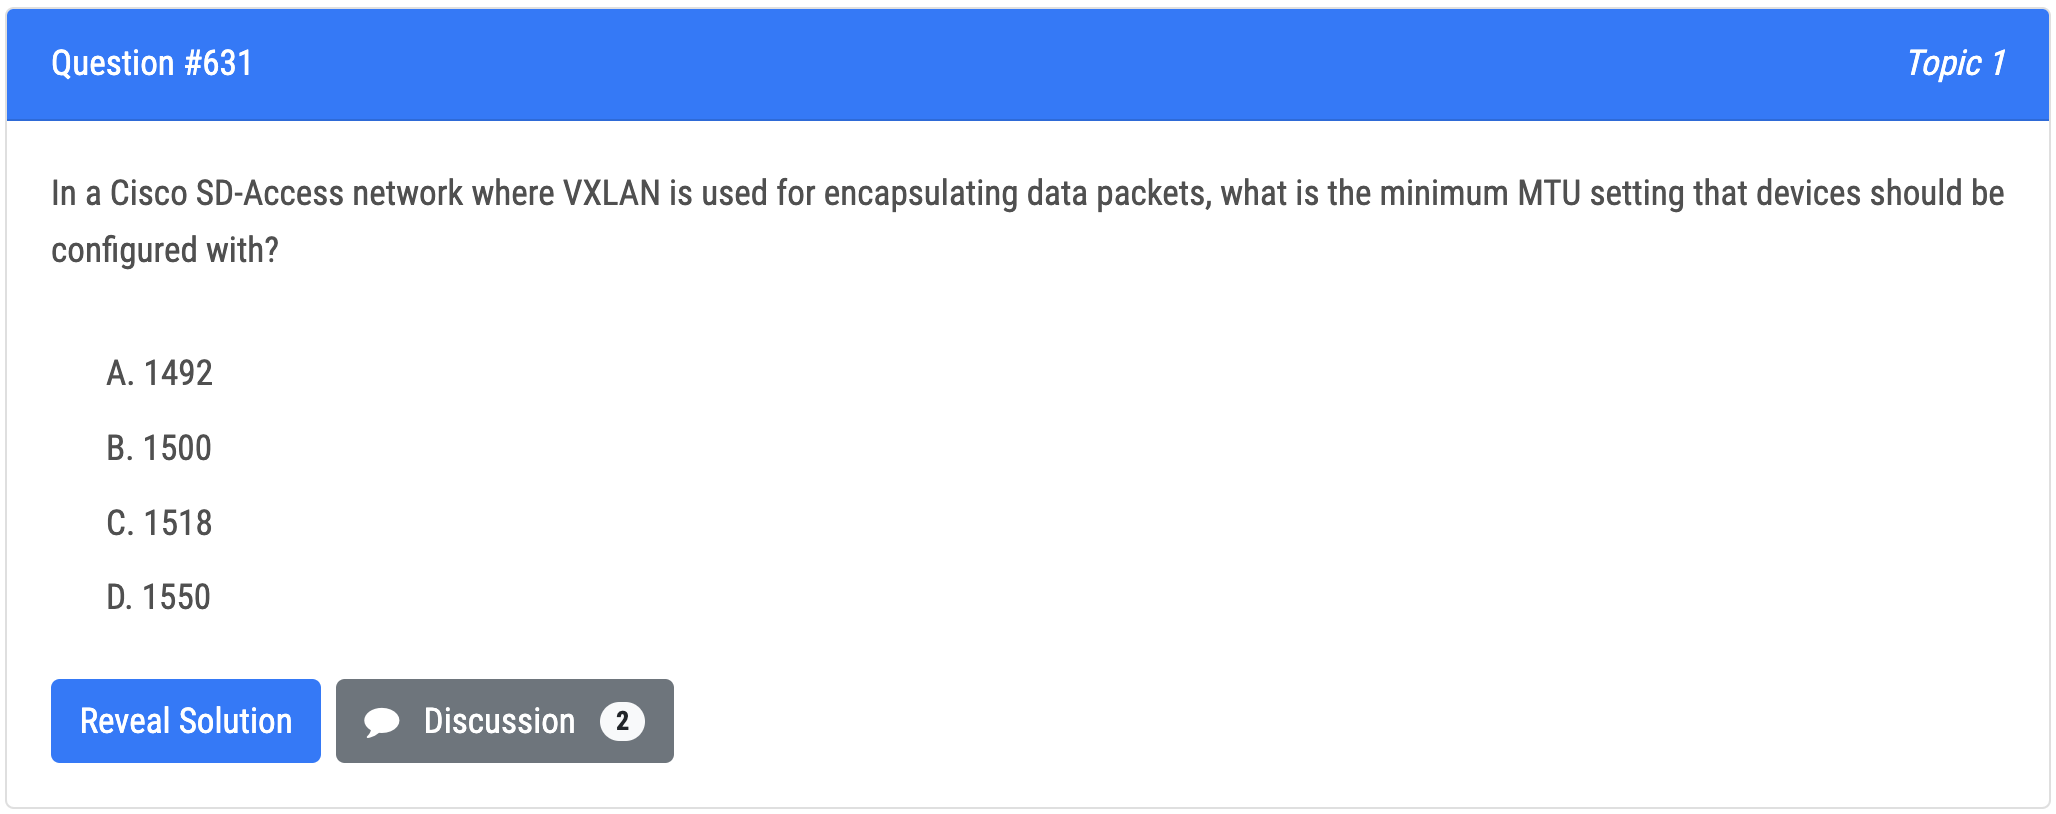 Question #631
Topic 1
In a Cisco SD-Access network where VXLAN is used for encapsulating data packets, what is the minimum MTU setting that devices should be
configured with?
A. 1492
B. 1500
C. 1518
D. 1550
Reveal Solution
Discussion 2